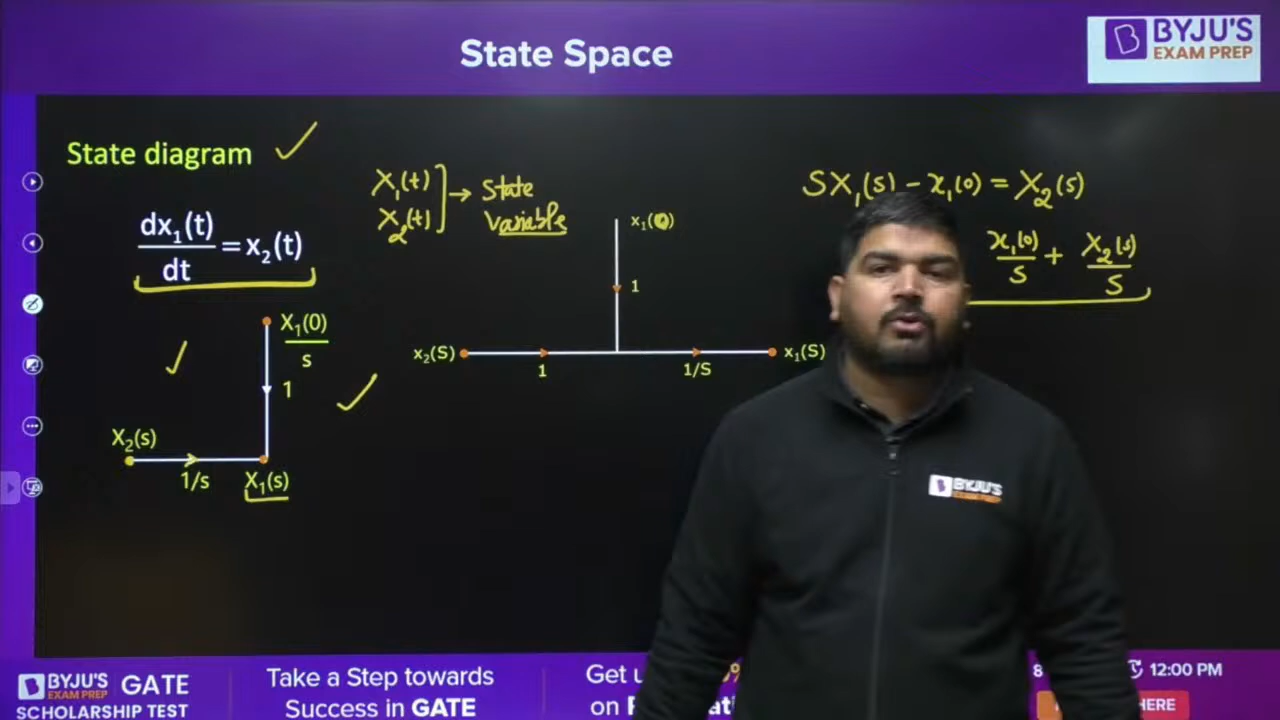 State Space
BYJU'S
EXAM PREP
State diagram
dx₁(t)
dt
= x₂(t)
X₁(t)
X₂(t)
→ State
Variable
SX₁(s) - x₁(0) = X₂(s)
x₁(0)
S
+
X₂(s)
S
x₁(0)
1
x₂(S)
1
1/S
x₁(S)
X₁(0)
s
1
X₂(s)
1/s
X₁(s)
BYJU'S
EXAM PREP
BYJU'S
EXAM PREP
GATE
SCHOLARSHIP TEST
Take a Step towards
Success in GATE
Get
on
12:00 PM
HERE